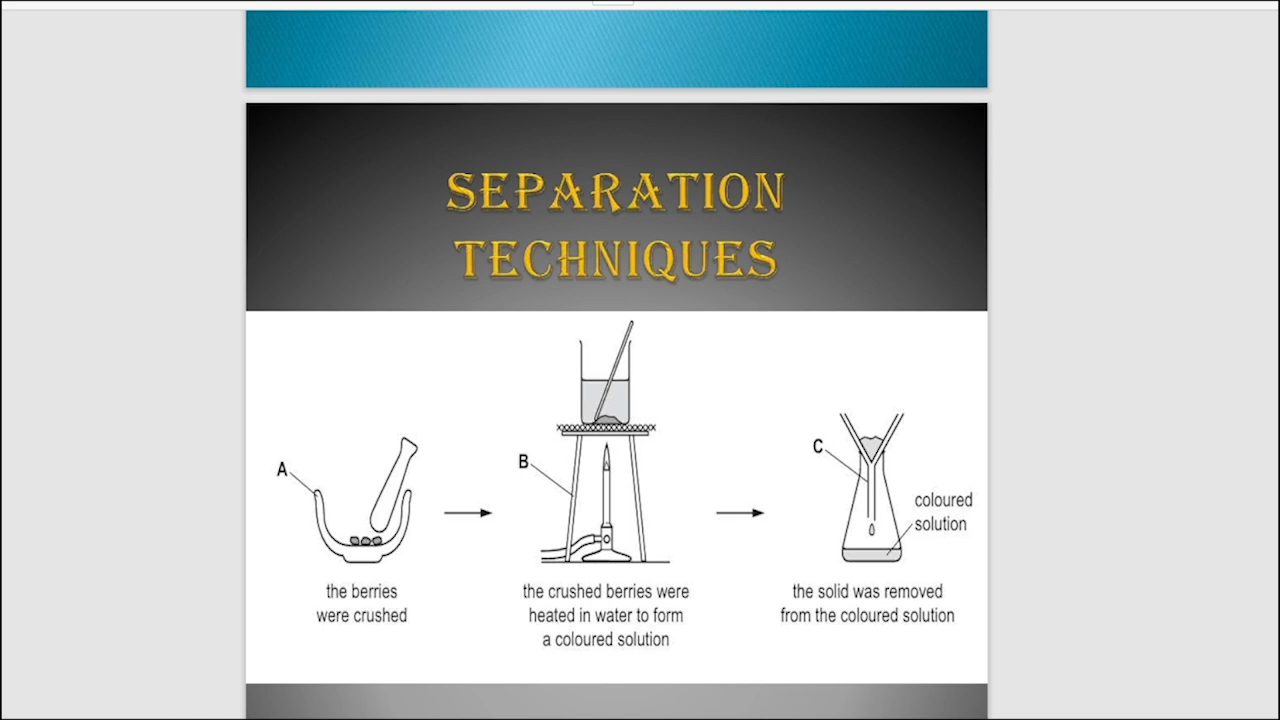 SEPARATION
TECHNIQUES
A
B
C
coloured
solution
the berries
were crushed
the crushed berries were
heated in water to form
a coloured solution
the solid was removed
from the coloured solution